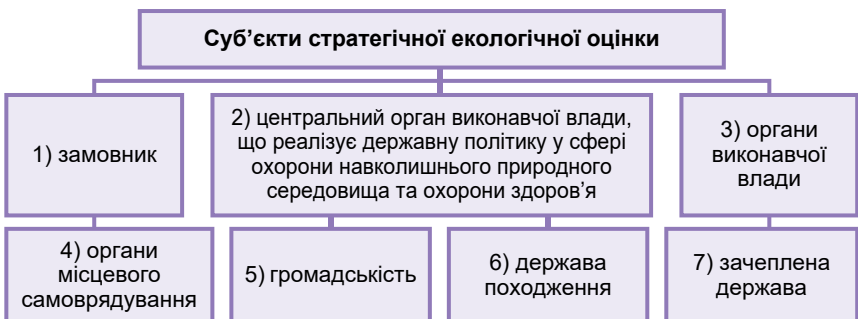 Суб’єкти стратегічної екологічної оцінки
1) замовник
2) центральний орган виконавчої влади,
що реалізує державну політику у сфері
охорони навколишнього природного
середовища та охорони здоров’я
3) органи
виконавчої
влади
4) органи
місцевого
самоврядування
5) громадськість
6) держава
походження
7) зачеплена
держава